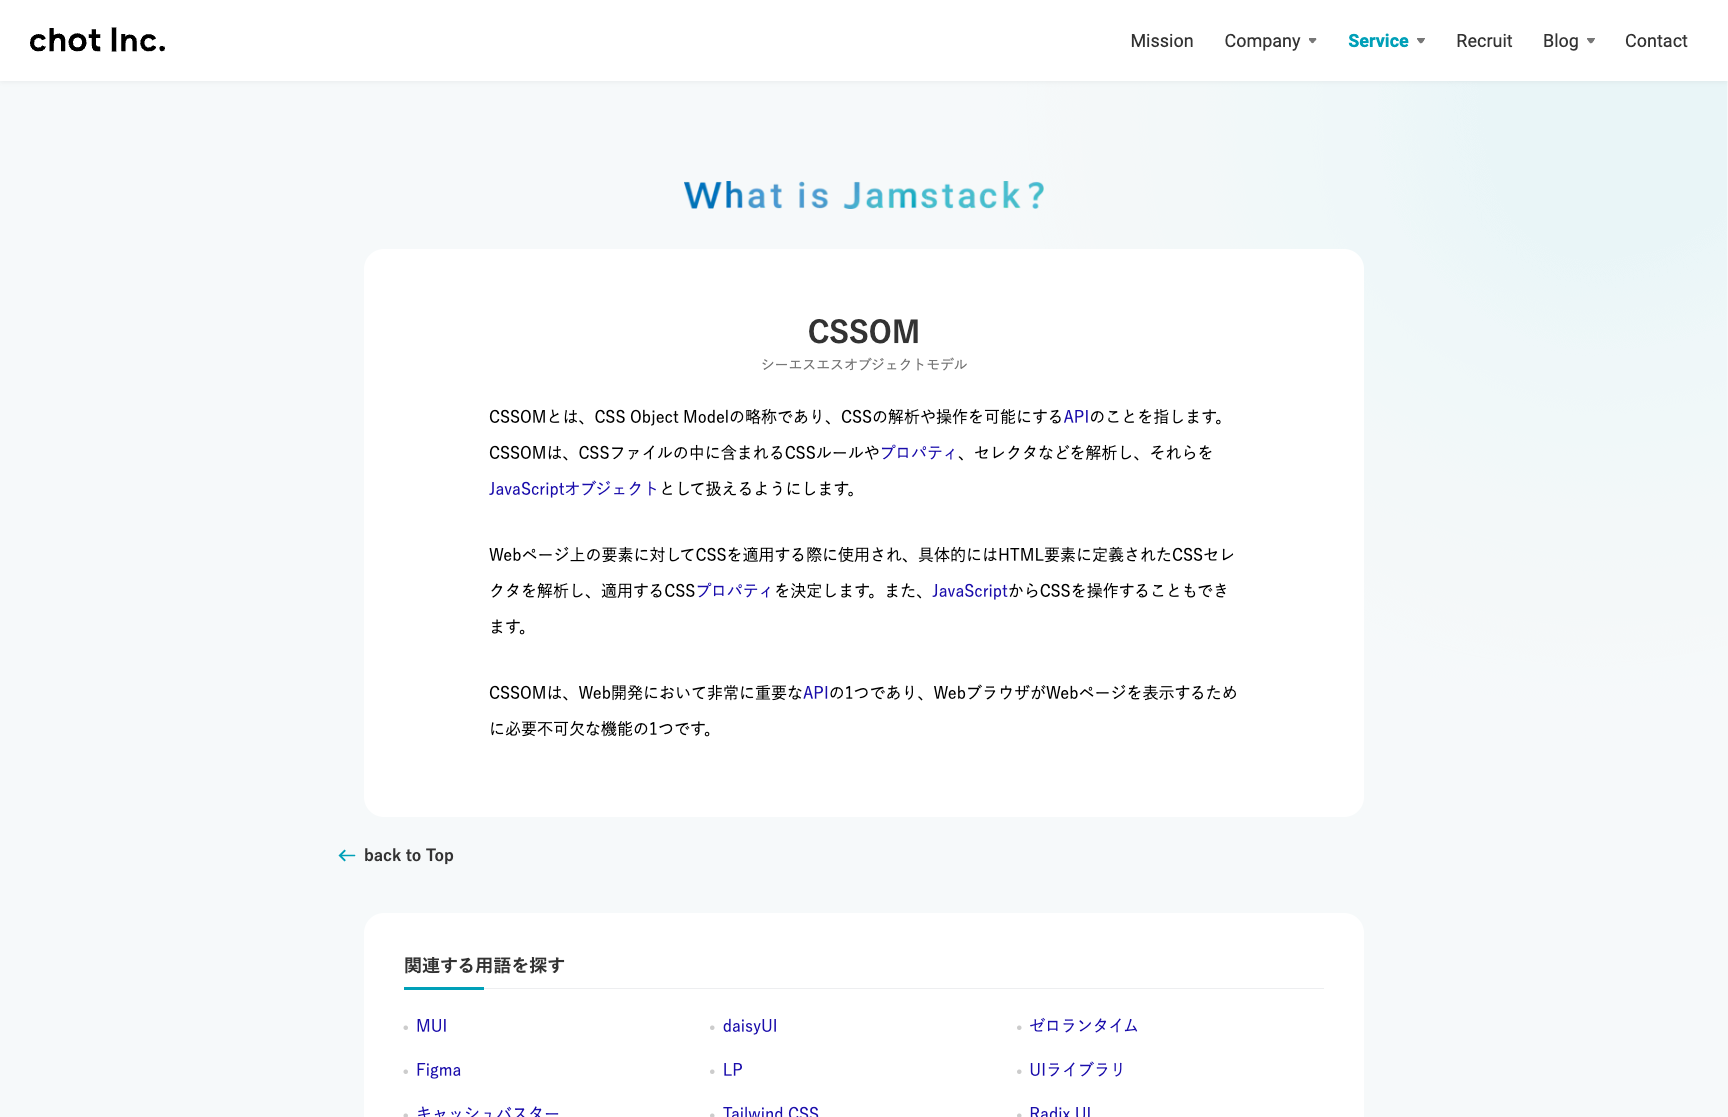 chot Inc.
Mission
Company
Service
Recruit
Blog
Contact
What is Jamstack?
CSSOM
シーエスエスオブジェクトモデル
CSSOMとは、CSS Object Modelの略称であり、CSSの解析や操作を可能にするAPIのことを指します。
CSSOMは、CSSファイルの中に含まれるCSSルールやプロパティ、セレクタなどを解析し、それらを
JavaScriptオブジェクトとして扱えるようにします。
Webページ上の要素に対してCSSを適用する際に使用され、具体的にはHTML要素に定義されたCSSセレ
クタを解析し、適用するCSSプロパティを決定します。また、JavaScriptからCSSを操作することもでき
ます。
CSSOMは、Web開発において非常に重要なAPIの1つであり、WebブラウザがWebページを表示するため
に必要不可欠な機能の1つです。
back to Top
関連する用語を探す
MUI
daisyUI
ゼロランタイム
Figma
LP
UIライブラリ
キャッシュバスター
Tailwind CSS
Radix UI